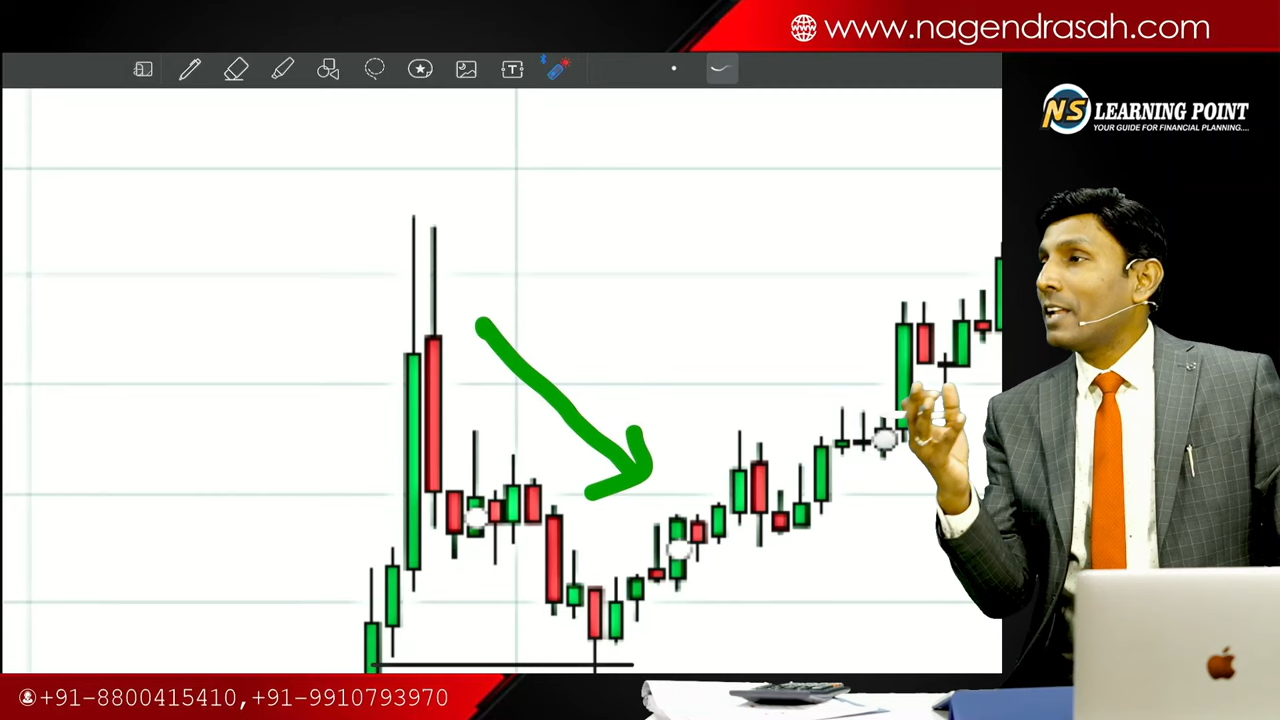 www.nagendrasah.com
NS LEARNING POINT
YOUR GUIDE FOR FINANCIAL PLANNING....
T
+91-8800415410,+91-9910793970